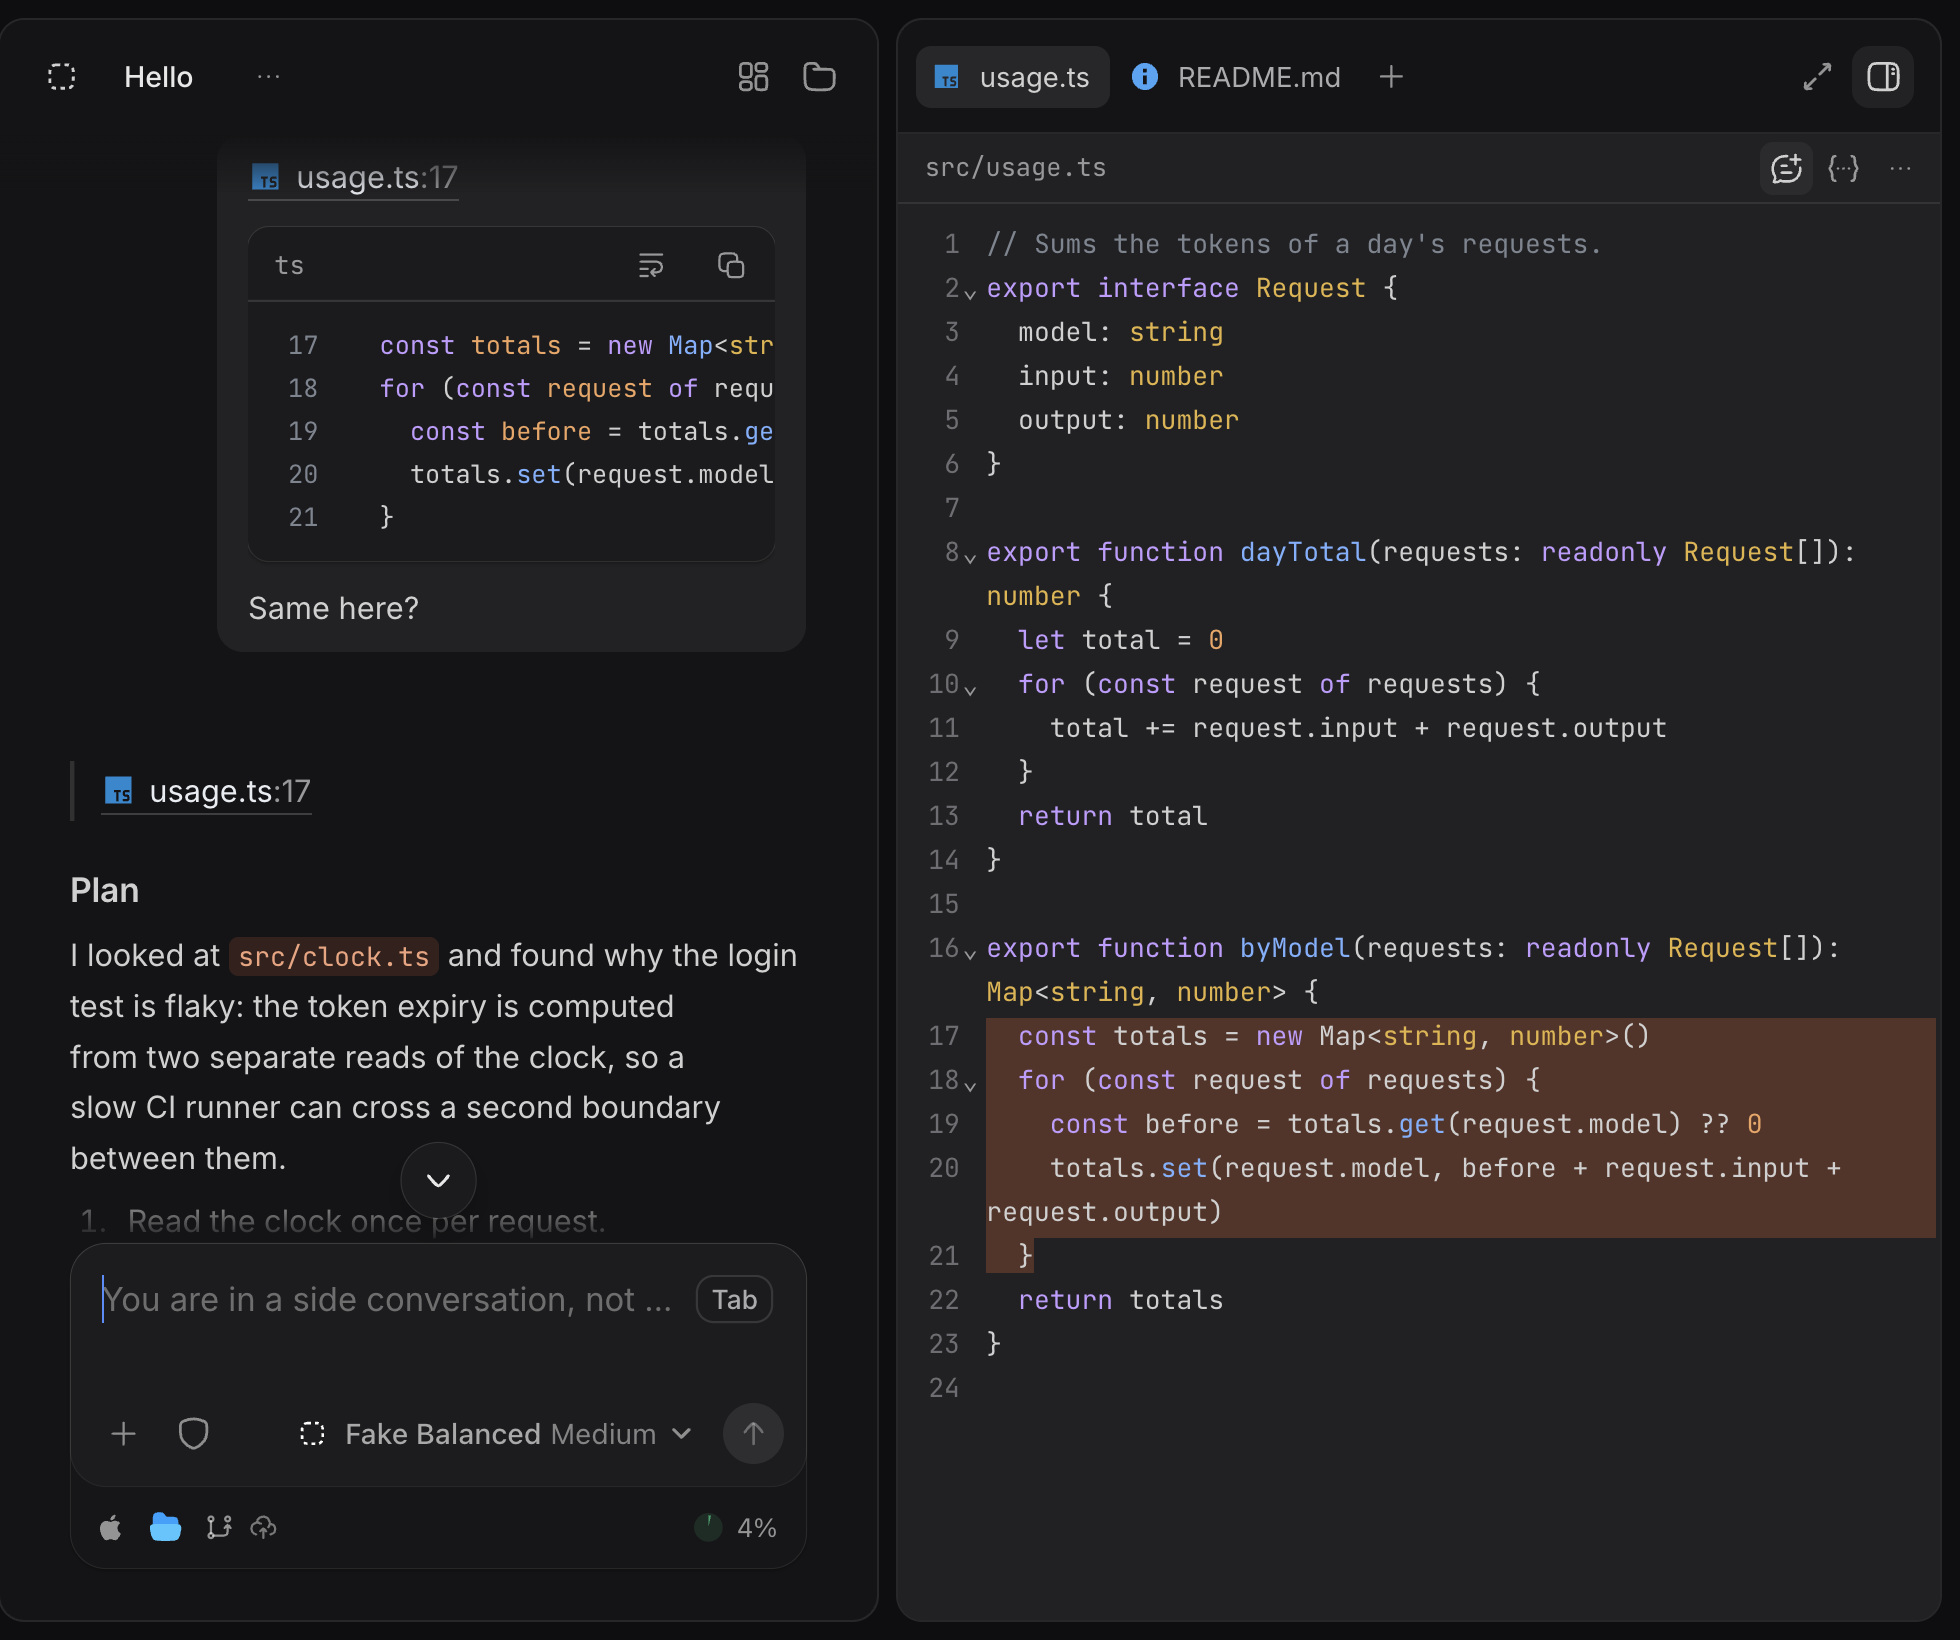 Hello ...
TS usage.ts:17
ts
17 const totals = new Map<str
18 for (const request of requ
19 const before = totals.ge
20 totals.set(request.model
21 }
Same here?
TS usage.ts:17
Plan
I looked at src/clock.ts and found why the login
test is flaky: the token expiry is computed
from two separate reads of the clock, so a
slow CI runner can cross a second boundary
between them.
1. Read the clock once per request.
You are in a side conversation, not ... Tab
Fake Balanced Medium
4%
TS usage.ts README.md
src/usage.ts
1 // Sums the tokens of a day's requests.
2 export interface Request {
3 model: string
4 input: number
5 output: number
6 }
7
8 export function dayTotal(requests: readonly Request[]):
number {
9 let total = 0
10 for (const request of requests) {
11 total += request.input + request.output
12 }
13 return total
14 }
15
16 export function byModel(requests: readonly Request[]):
Map<string, number> {
17 const totals = new Map<string, number>()
18 for (const request of requests) {
19 const before = totals.get(request.model) ?? 0
20 totals.set(request.model, before + request.input +
request.output)
21 }
22 return totals
23 }
24